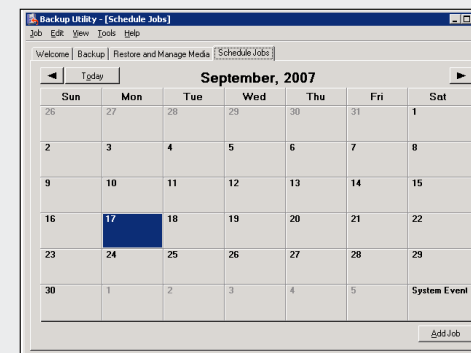 Backup Utility - [Schedule Jobs]
Job Edit View Tools Help
Welcome Backup Restore and Manage Media Schedule Jobs
Today September, 2007
Sun Mon Tue Wed Thu Fri Sat
26 27 28 29 30 31 1
2 3 4 5 6 7 8
9 10 11 12 13 14 15
16 17 18 19 20 21 22
23 24 25 26 27 28 29
30 1 2 3 4 5 System Event
Add Job